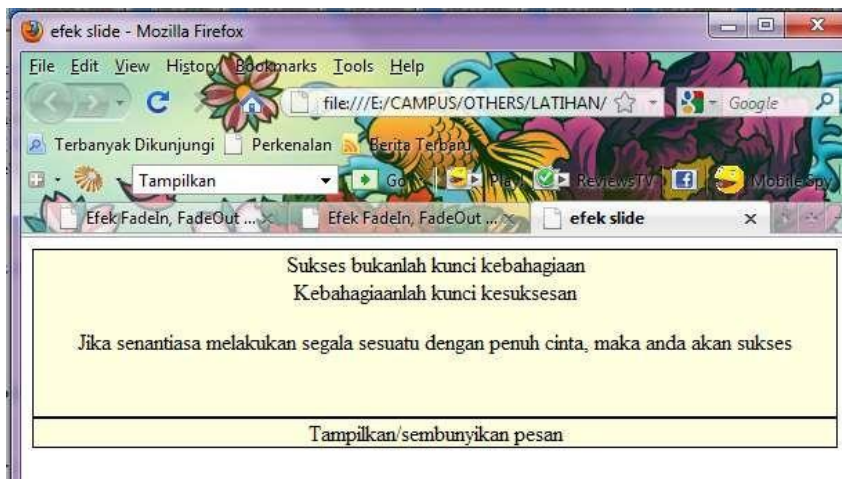 efek slide - Mozilla Firefox
File Edit View History Bookmarks Tools Help
file:///E:/CAMPUS/OTHERS/LATIHAN/ Google
Terbanyak Dikunjungi Perkenalan Berita Terbaru
Tampilkan Go Play! ReviewsTV MobileSpy
Efek FadeIn, FadeOut ... Efek FadeIn, FadeOut ... efek slide
Sukses bukanlah kunci kebahagiaan
Kebahagiaanlah kunci kesuksesan
Jika senantiasa melakukan segala sesuatu dengan penuh cinta, maka anda akan sukses
Tampilkan/sembunyikan pesan